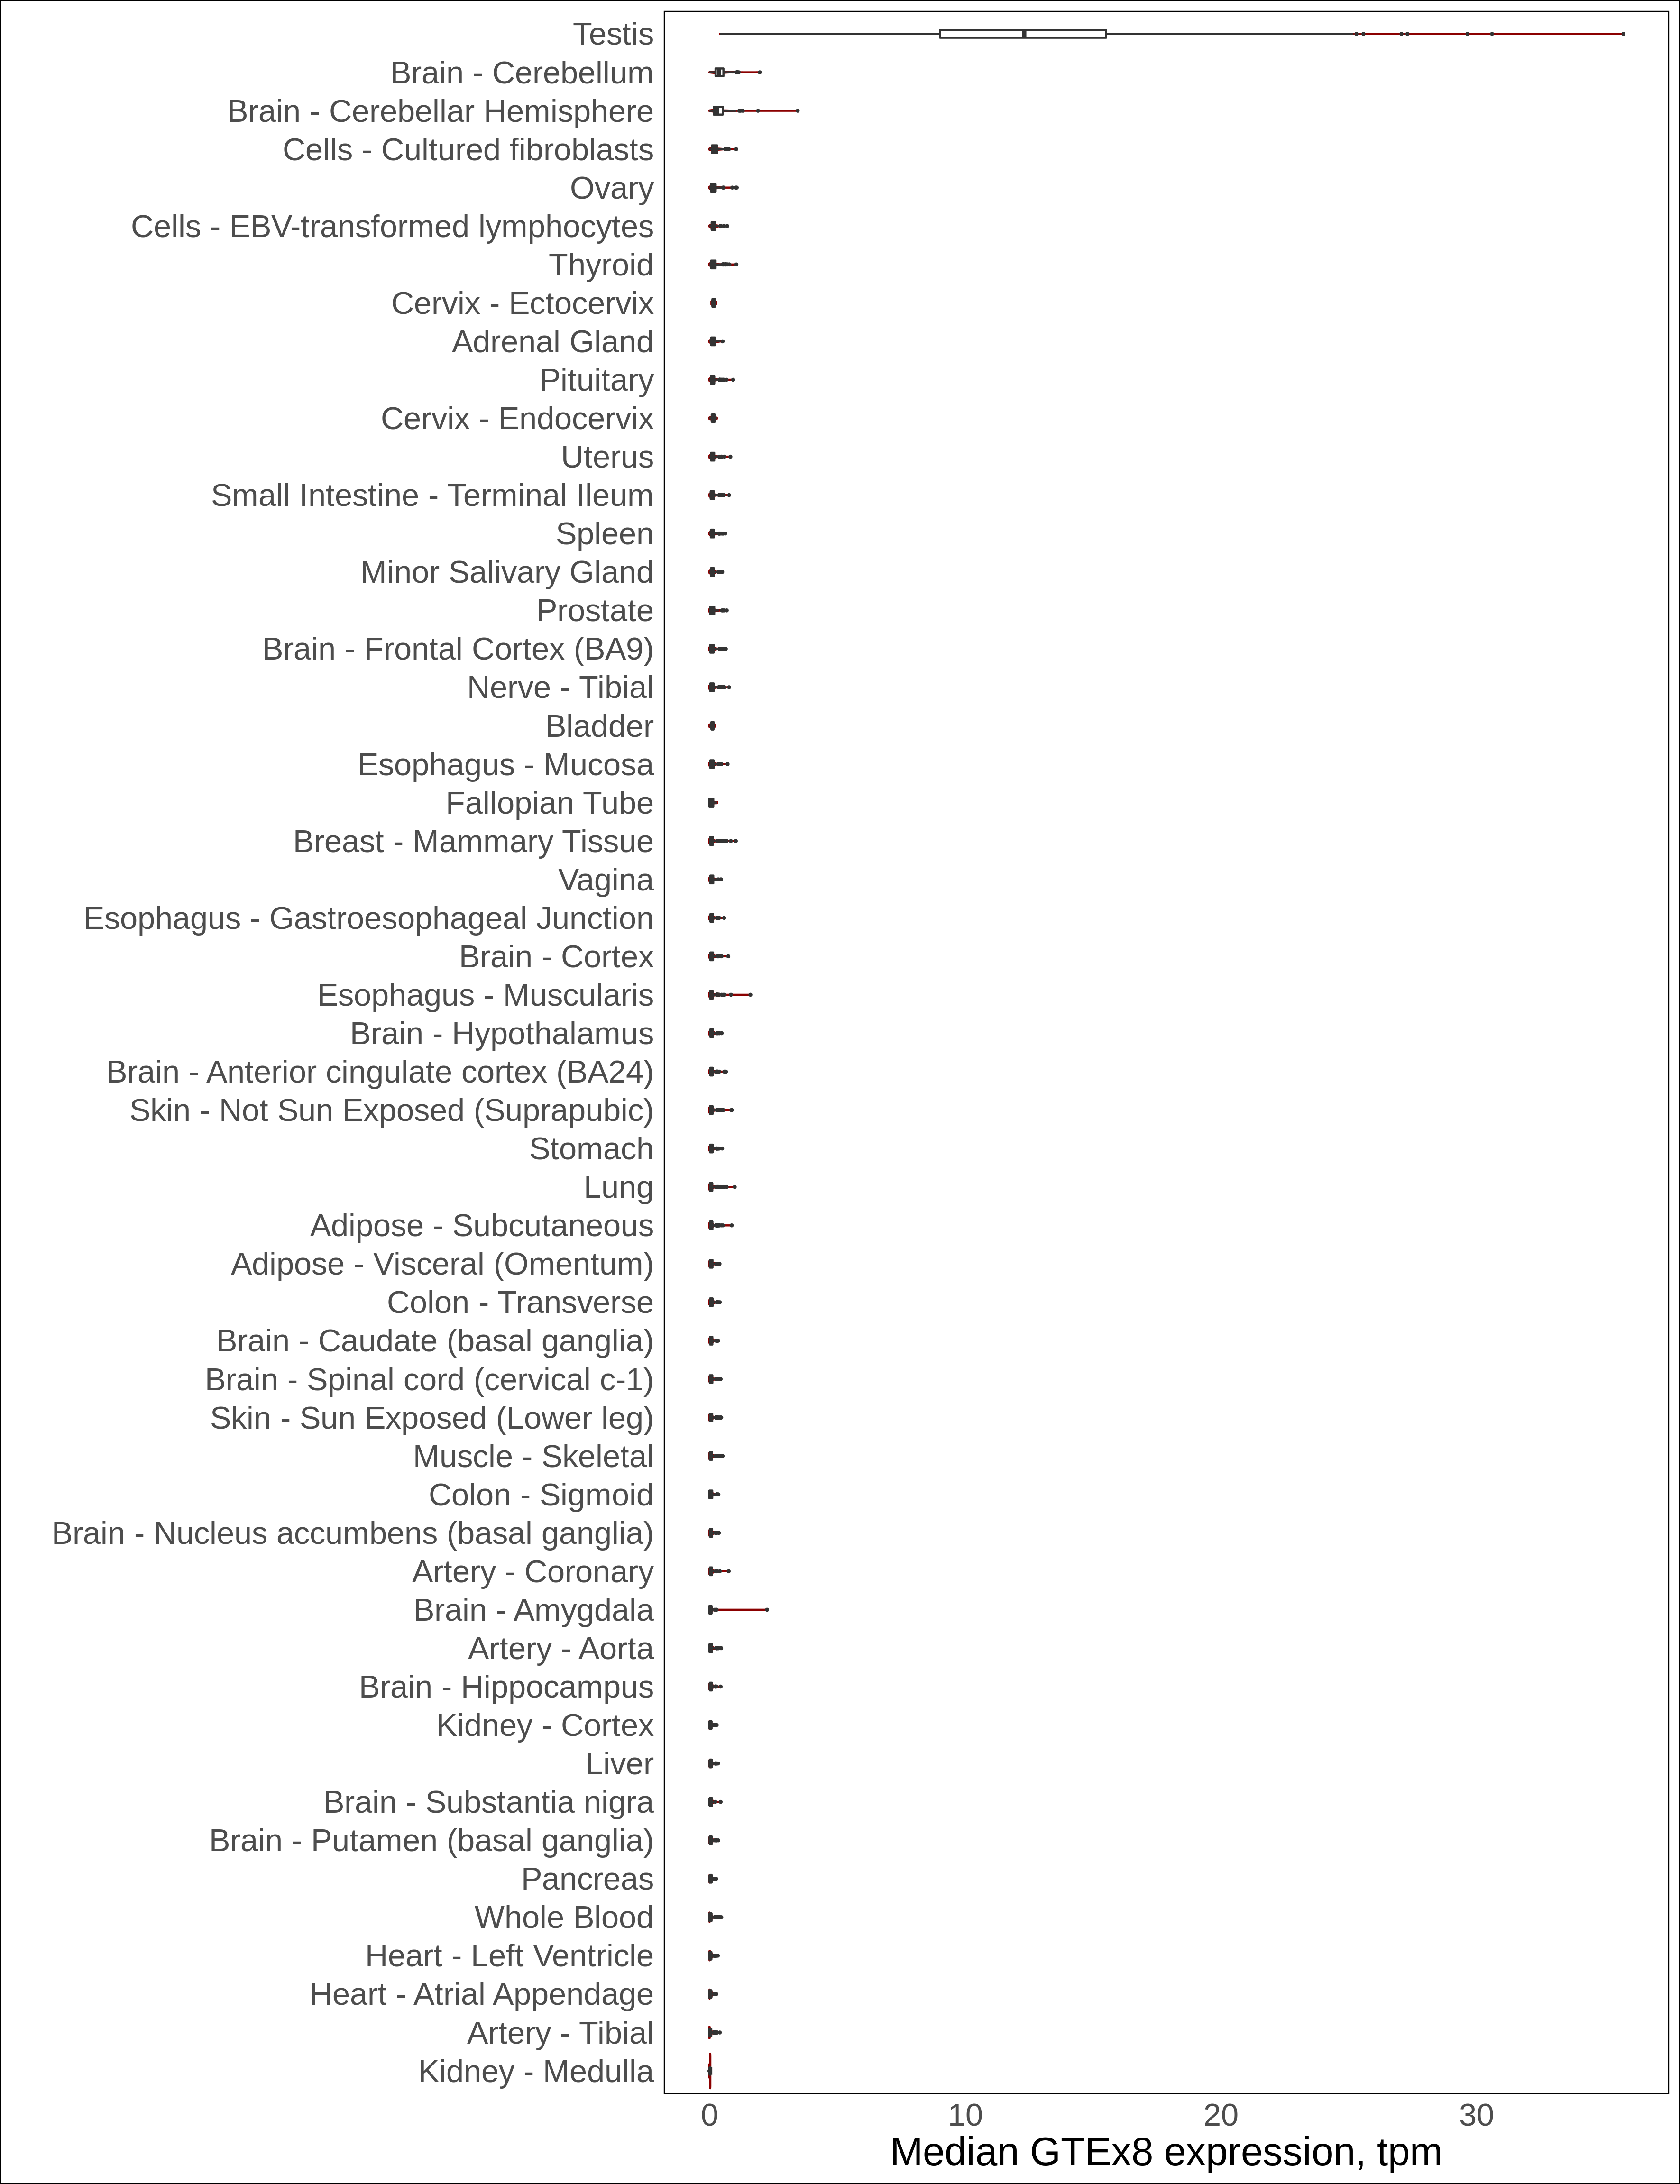 Testis
Brain - Cerebellum
Brain - Cerebellar Hemisphere
Cells - Cultured fibroblasts
Ovary
Cells - EBV-transformed lymphocytes
Thyroid
Cervix - Ectocervix
Adrenal Gland
Pituitary
Cervix - Endocervix
Uterus
Small Intestine - Terminal Ileum
Spleen
Minor Salivary Gland
Prostate
Brain - Frontal Cortex (BA9)
Nerve - Tibial
Bladder
Esophagus - Mucosa
Fallopian Tube
Breast - Mammary Tissue
Vagina
Esophagus - Gastroesophageal Junction
Brain - Cortex
Esophagus - Muscularis
Brain - Hypothalamus
Brain - Anterior cingulate cortex (BA24)
Skin - Not Sun Exposed (Suprapubic)
Stomach
Lung
Adipose - Subcutaneous
Adipose - Visceral (Omentum)
Colon - Transverse
Brain - Caudate (basal ganglia)
Brain - Spinal cord (cervical c-1)
Skin - Sun Exposed (Lower leg)
Muscle - Skeletal
Colon - Sigmoid
Brain - Nucleus accumbens (basal ganglia)
Artery - Coronary
Brain - Amygdala
Artery - Aorta
Brain - Hippocampus
Kidney - Cortex
Liver
Brain - Substantia nigra
Brain - Putamen (basal ganglia)
Pancreas
Whole Blood
Heart - Left Ventricle
Heart - Atrial Appendage
Artery - Tibial
Kidney - Medulla
0 10 20 30
Median GTEx8 expression, tpm